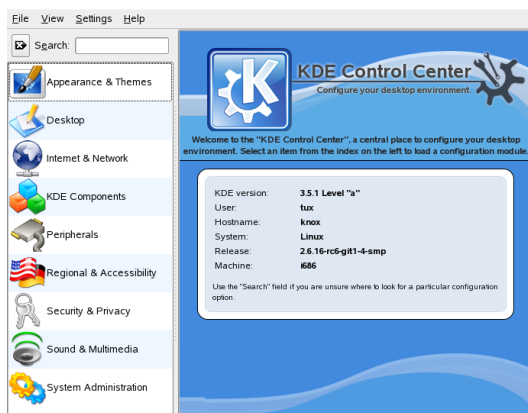 File View Settings Help
Search:
Appearance & Themes
Desktop
Internet & Network
KDE Components
Peripherals
Regional & Accessibility
Security & Privacy
Sound & Multimedia
System Administration
KDE Control Center
Configure your desktop environment.
Welcome to the "KDE Control Center", a central place to configure your desktop
environment. Select an item from the index on the left to load a configuration module.
KDE version: 3.5.1 Level "a"
User: tux
Hostname: knox
System: Linux
Release: 2.6.16-rc6-git1-4-smp
Machine: i686
Use the "Search" field if you are unsure where to look for a particular configuration
option.